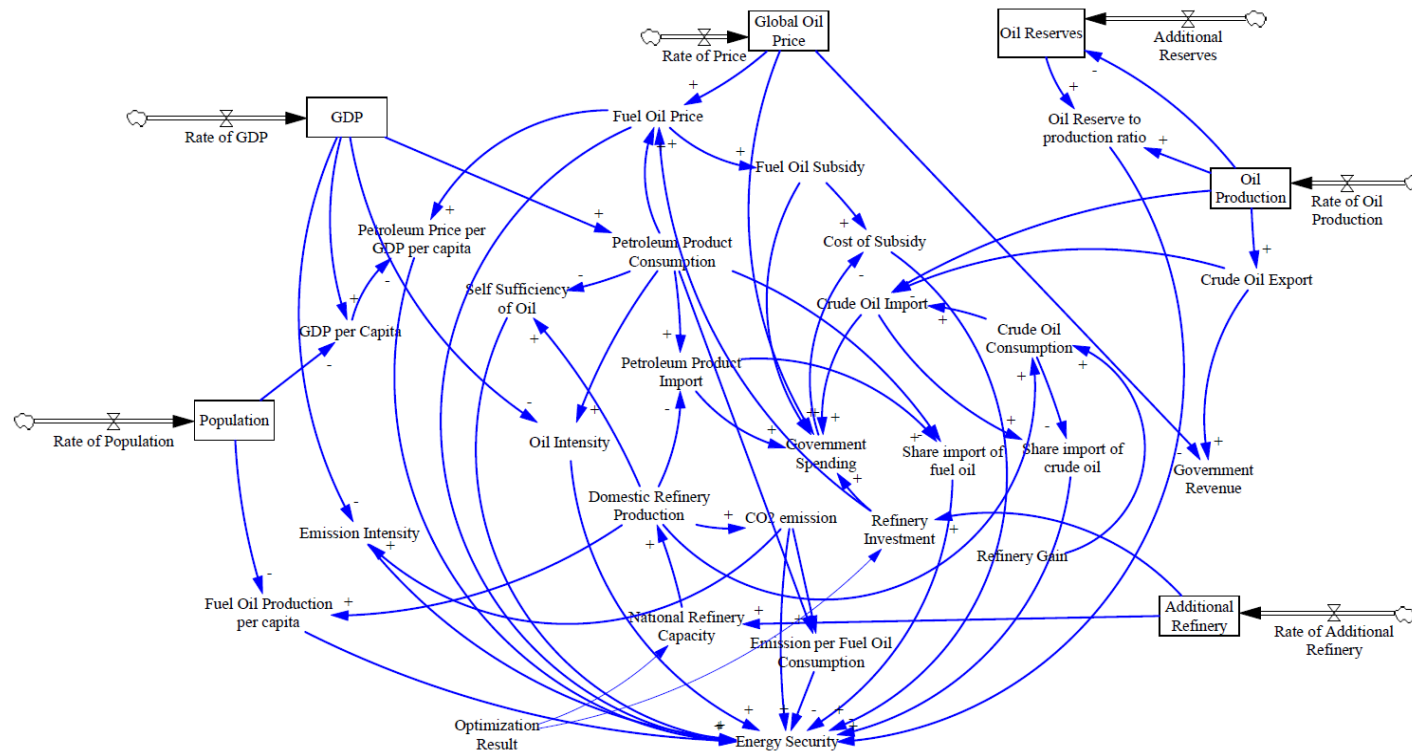 Global Oil
Price
Rate of Price
Oil Reserves
Additional
Reserves
GDP
Rate of GDP
Fuel Oil Price
Oil Reserve to
production ratio
Fuel Oil Subsidy
Oil
Production
Rate of Oil
Production
Petroleum Price per
GDP per capita
Petroleum Product
Consumption
Cost of Subsidy
Crude Oil Export
Self Sufficiency
of Oil
Crude Oil Import
GDP per Capita
Crude Oil
Consumption
Petroleum Product
Import
Population
Rate of Population
Oil Intensity
Government
Spending
Share import of
fuel oil
Share import of
crude oil
Government
Revenue
Domestic Refinery
Production
CO2 emission
Refinery
Investment
Emission Intensity
Refinery Gain
Fuel Oil Production
per capita
National Refinery
Capacity
Emission per Fuel Oil
Consumption
Additional
Refinery
Rate of Additional
Refinery
Optimization
Result
Energy Security